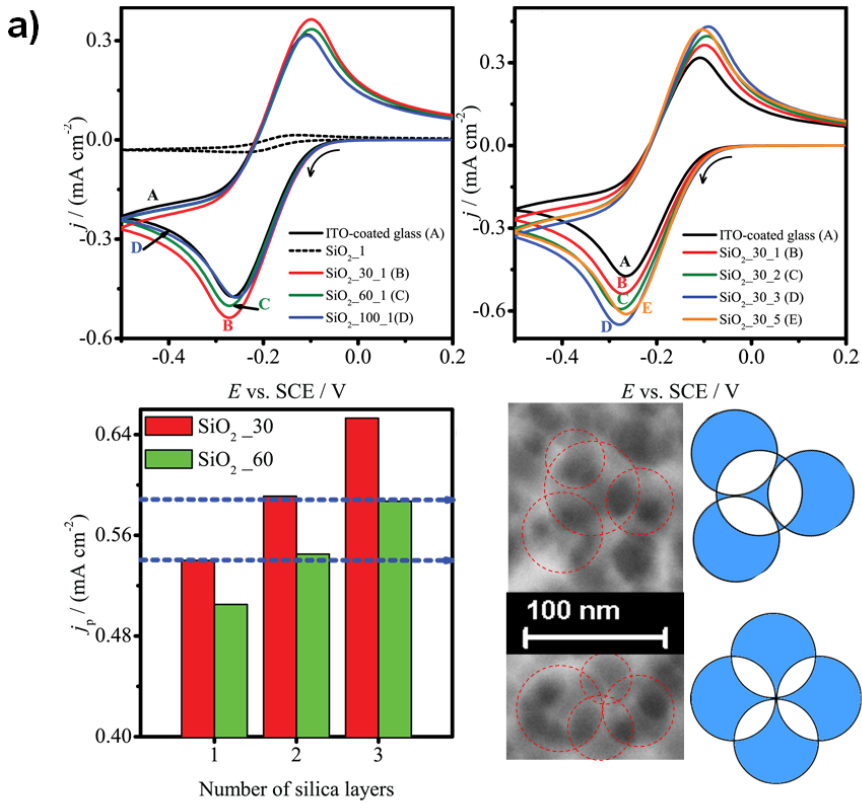 a)
0.3
0.0
-0.3
-0.6
j / (mA cm-2)
A
D
B
C
ITO-coated glass (A)
SiO2_1
SiO2_30_1 (B)
SiO2_60_1 (C)
SiO2_100_1(D)
-0.4 -0.2 0.0 0.2
E vs. SCE / V
0.3
0.0
-0.3
-0.6
j / (mA cm-2)
A
B
C
D E
ITO-coated glass (A)
SiO2_30_1 (B)
SiO2_30_2 (C)
SiO2_30_3 (D)
SiO2_30_5 (E)
-0.4 -0.2 0.0 0.2
E vs. SCE / V
0.64
0.56
0.48
0.40
jp / (mA cm-2)
SiO2_30
SiO2_60
1 2 3
Number of silica layers
100 nm